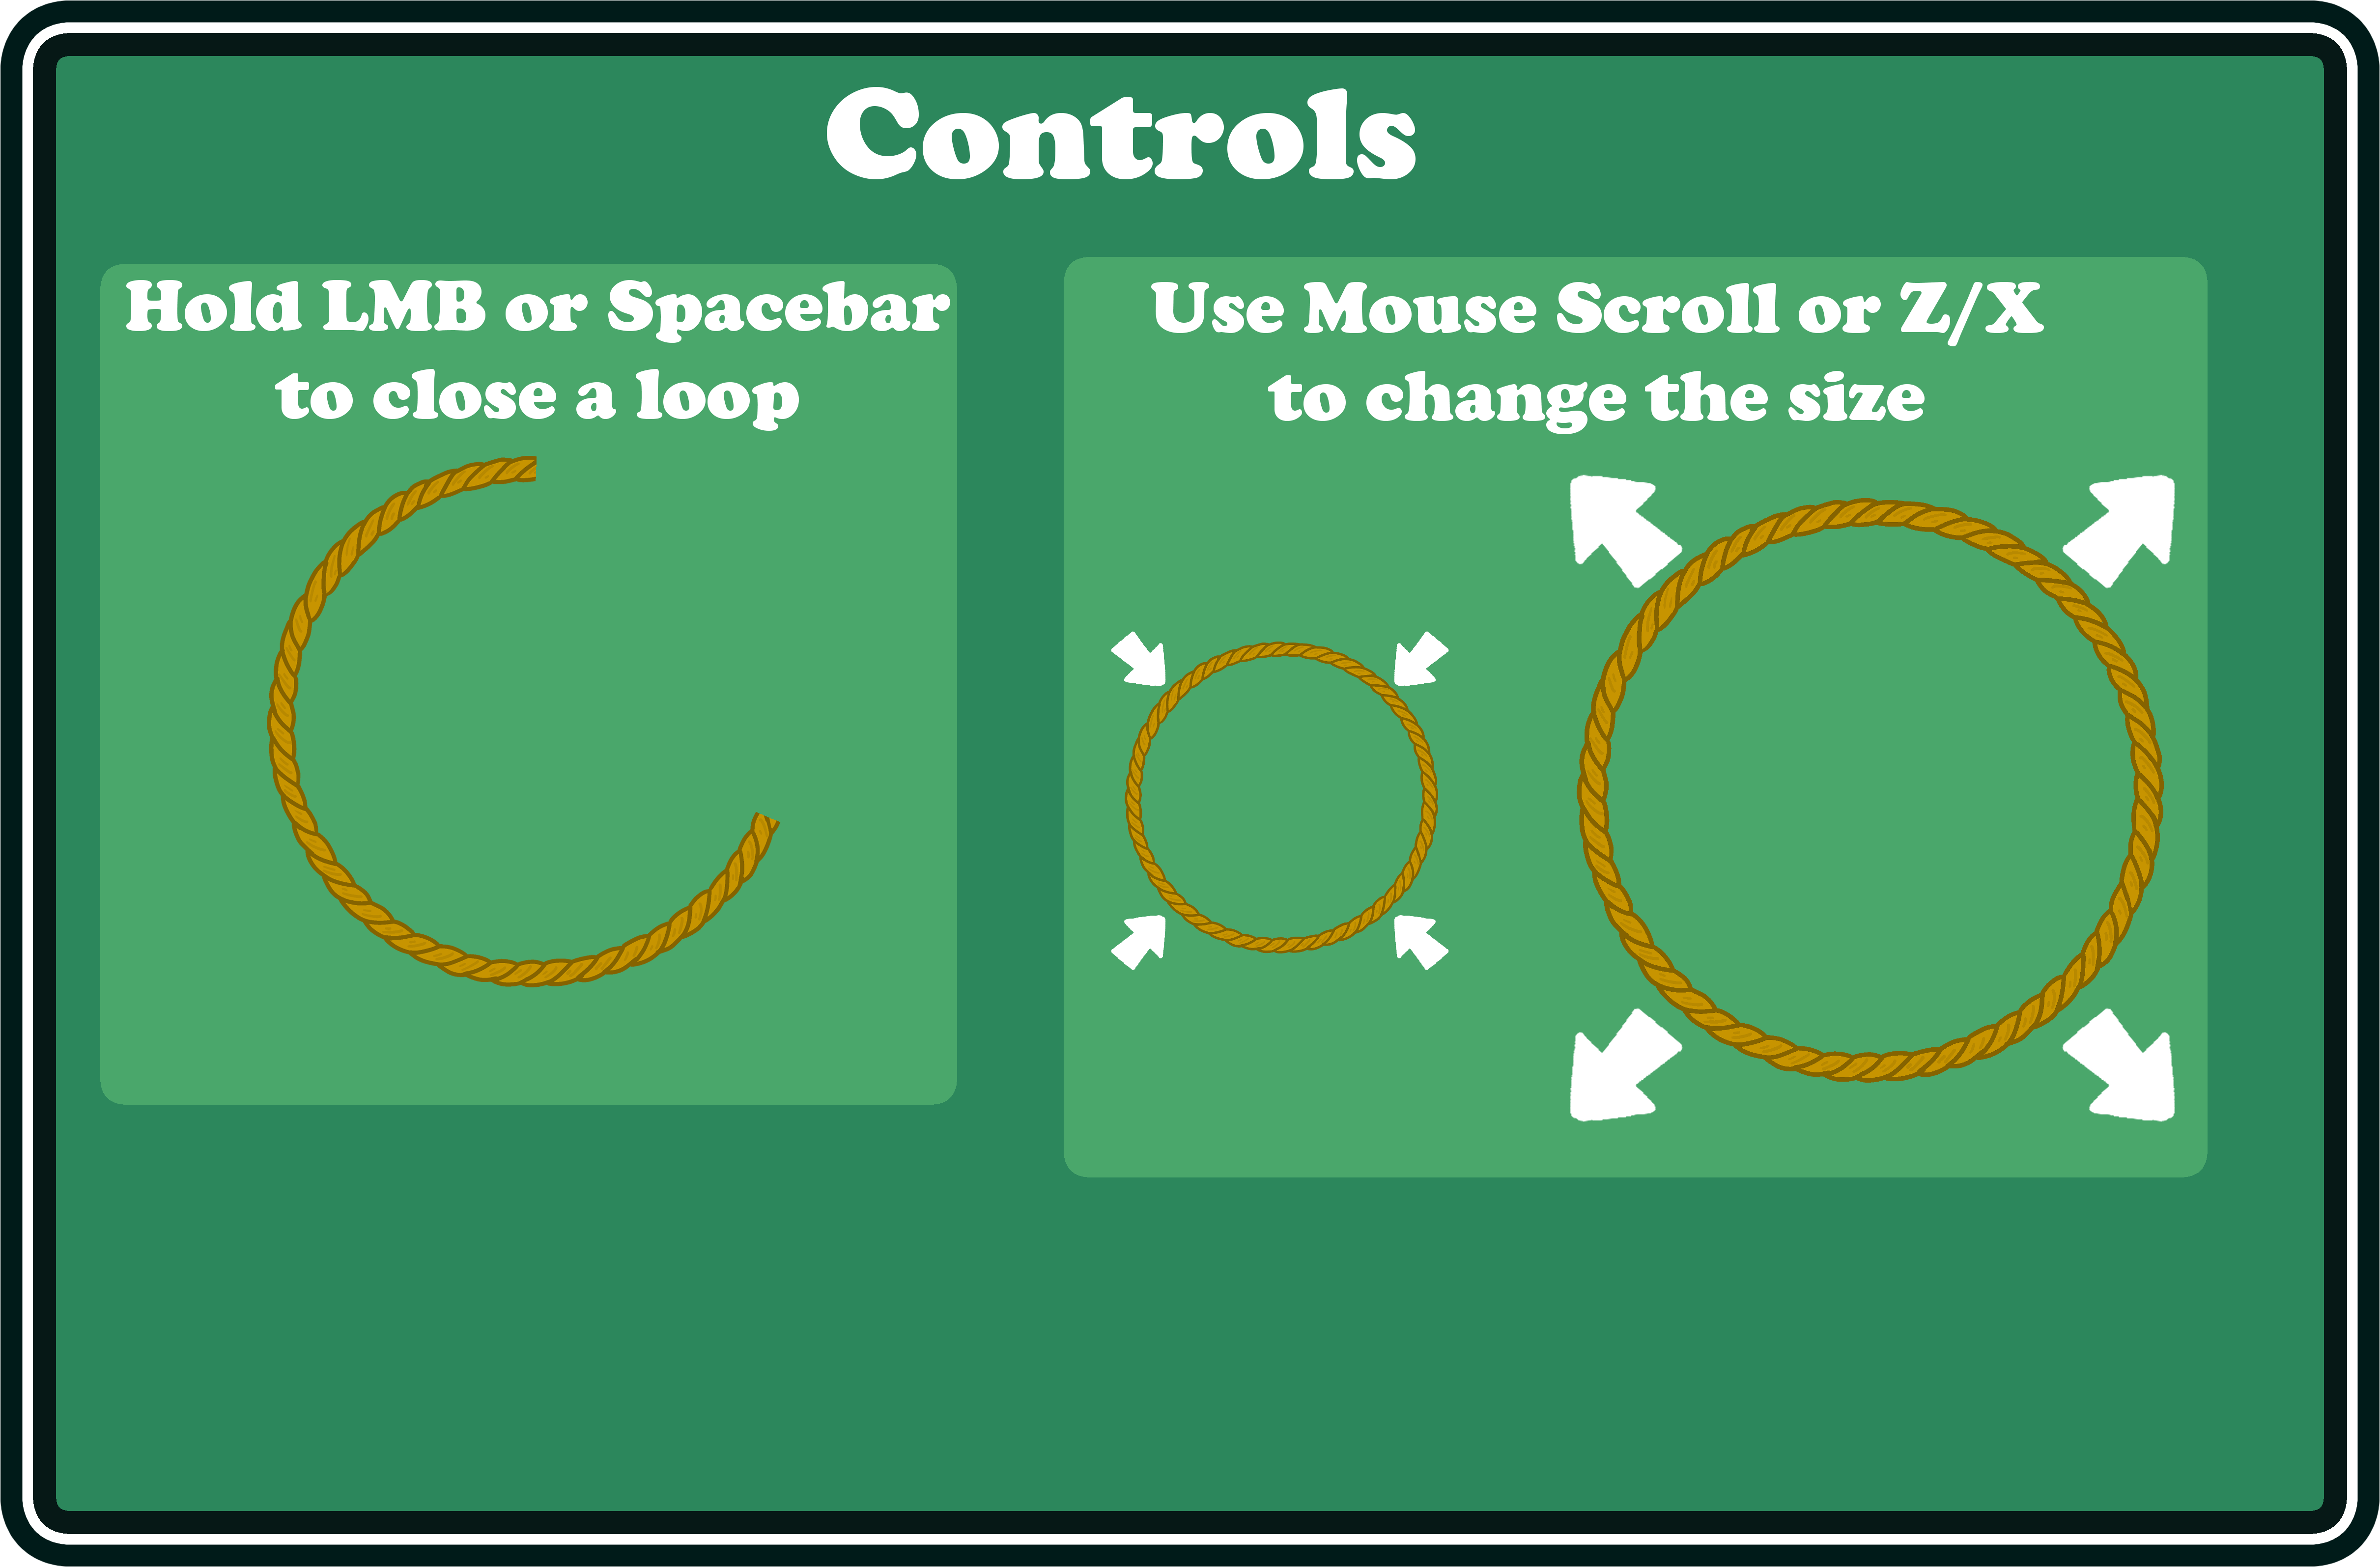 Controls
Hold LMB or Spacebar
to close a loop
Use Mouse Scroll or Z/X
to change the size